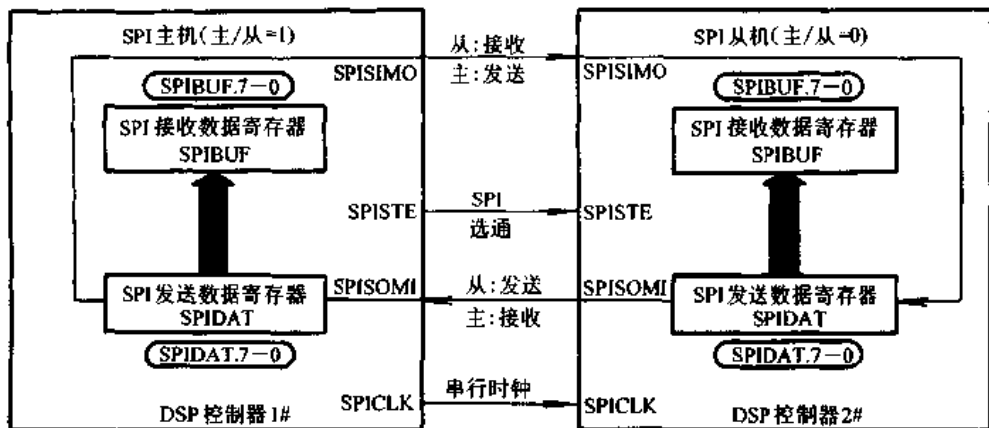 SPI主机(主/从=1)
SPISIMO
SPIBUF.7-0
SPI接收数据寄存器
SPIBUF
SPISTE
SPI发送数据寄存器
SPIDAT
SPISOMI
SPIDAT.7-0
SPICLK
DSP控制器1#
从:接收
主:发送
SPI
选通
从:发送
主:接收
串行时钟
SPI从机(主/从=0)
SPISIMO
SPIBUF.7-0
SPI接收数据寄存器
SPIBUF
SPISTE
SPISOMI
SPI发送数据寄存器
SPIDAT
SPIDAT.7-0
SPICLK
DSP控制器2#